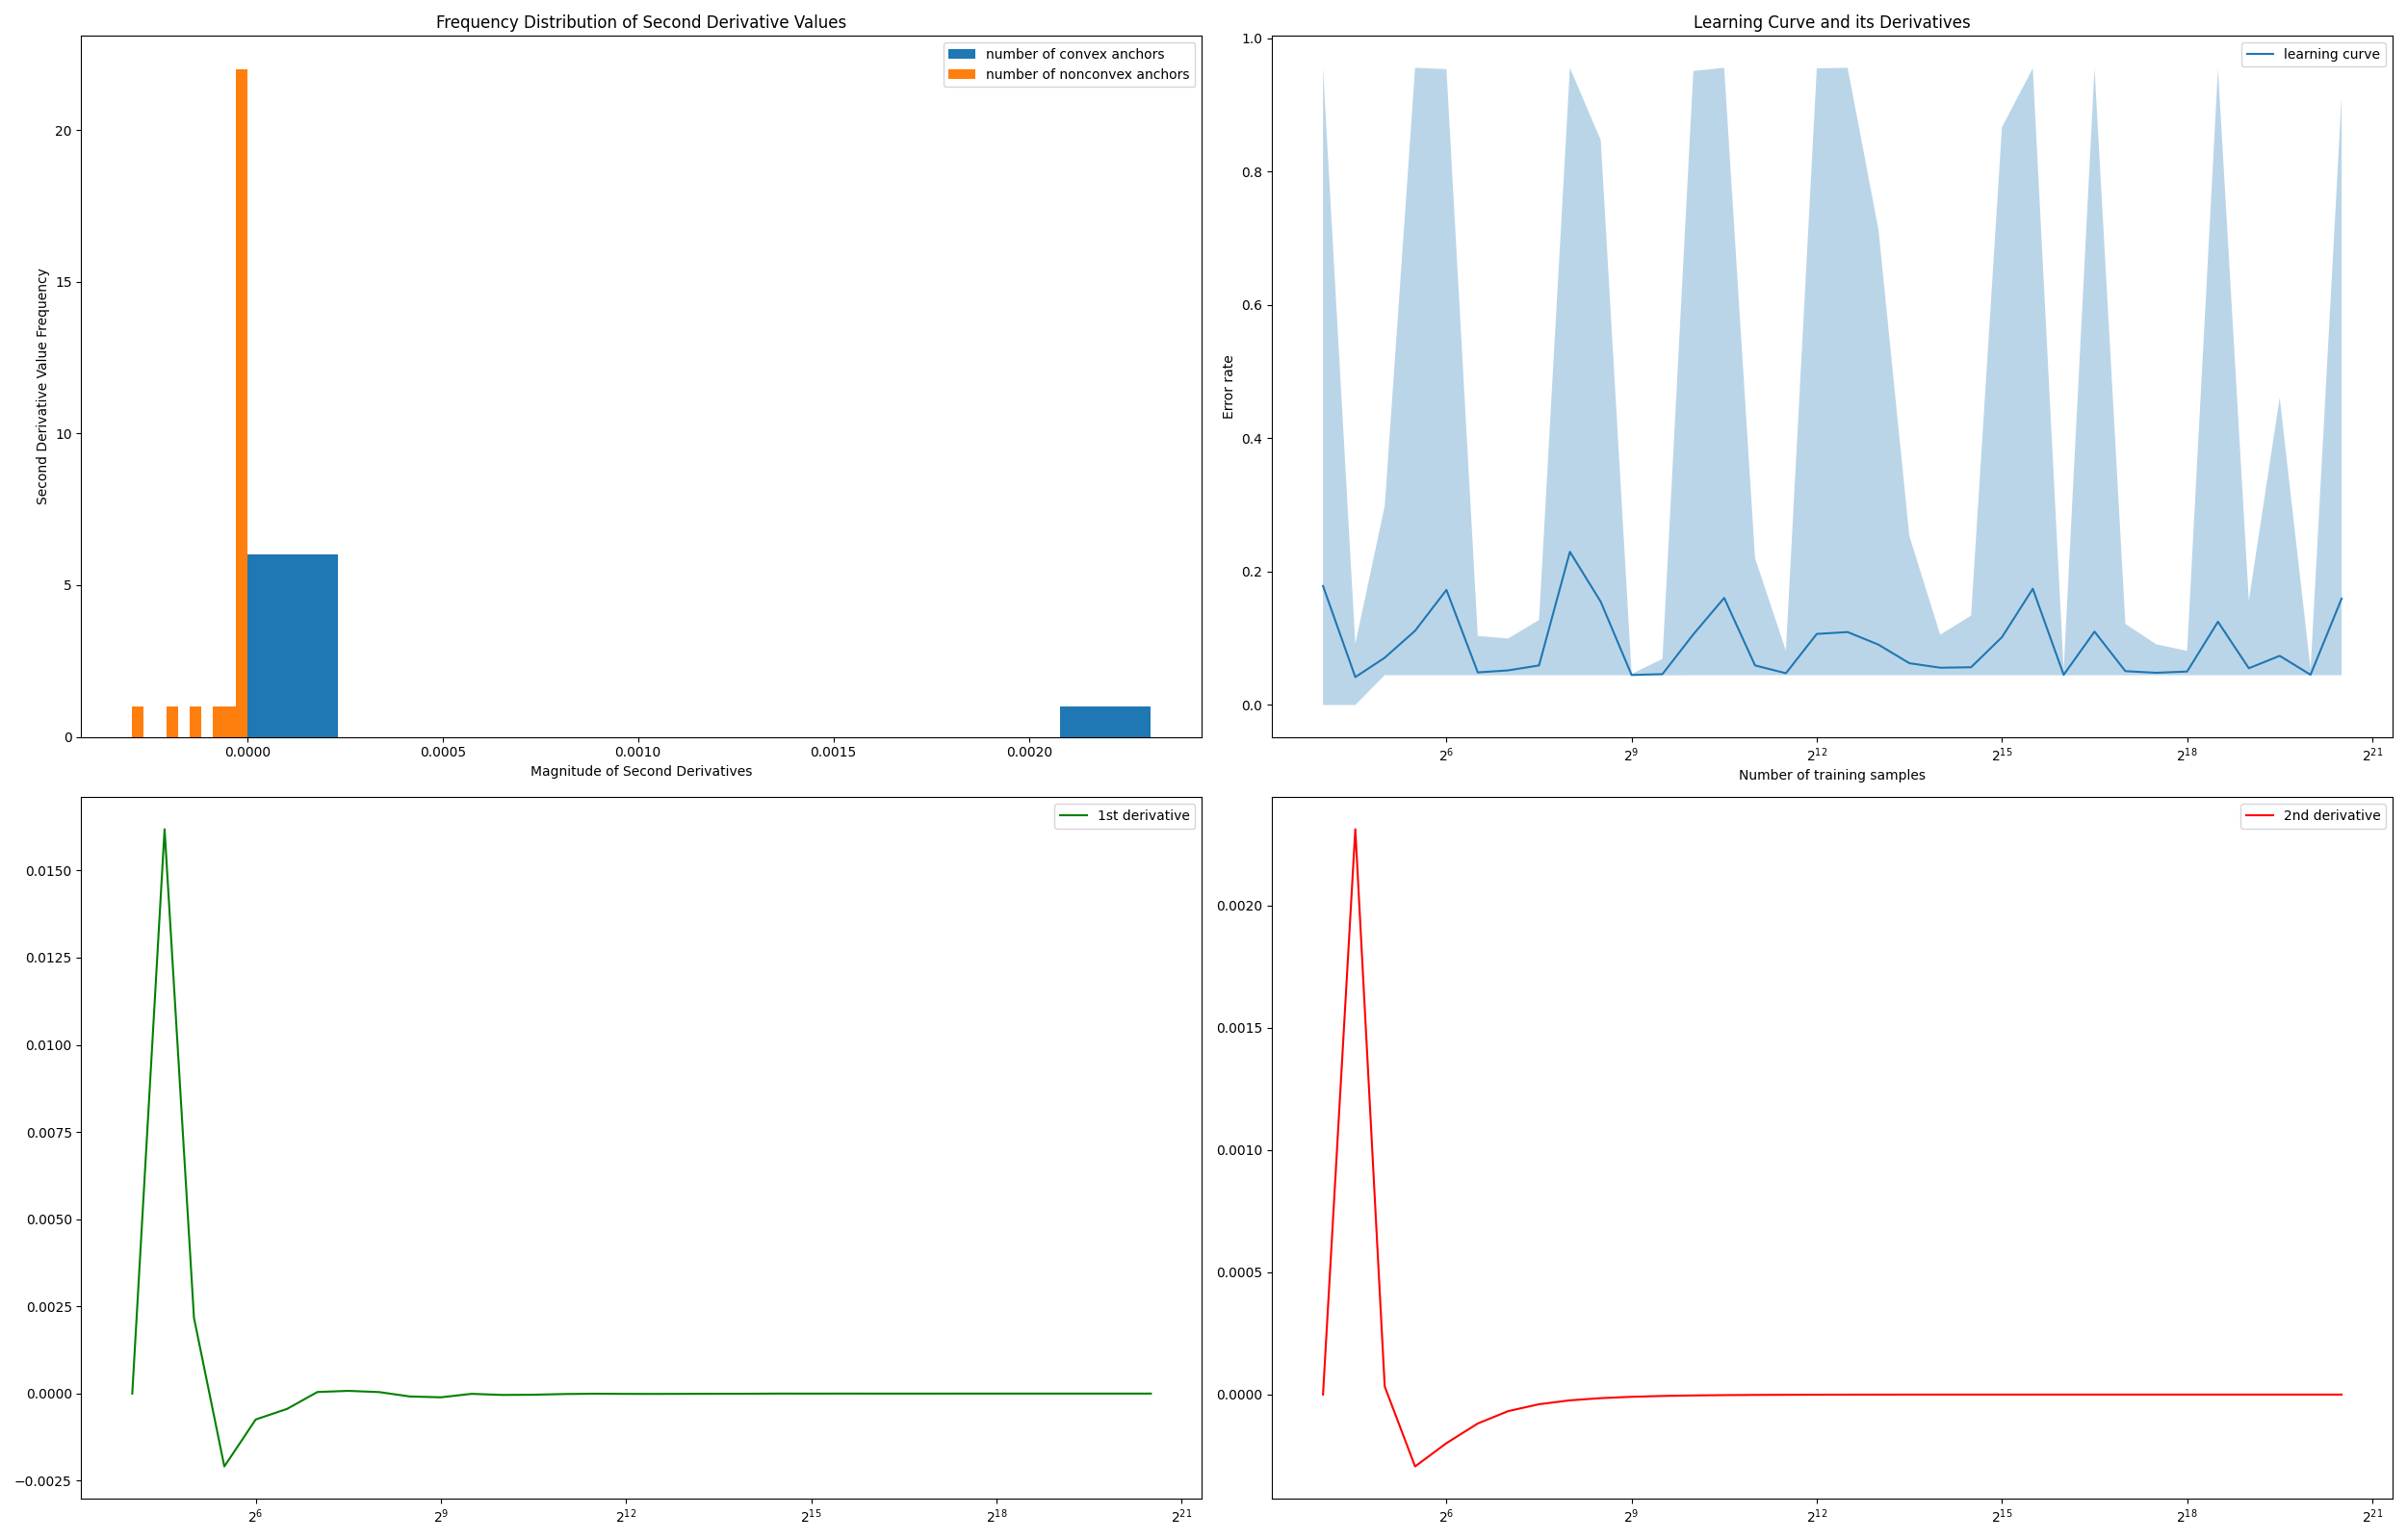 Frequency Distribution of Second Derivative Values
number of convex anchors
number of nonconvex anchors
Second Derivative Value Frequency
20
15
10
5
0
0.0000 0.0005 0.0010 0.0015 0.0020
Magnitude of Second Derivatives
Learning Curve and its Derivatives
learning curve
Error rate
1.0
0.8
0.6
0.4
0.2
0.0
2^6 2^9 2^12 2^15 2^18 2^21
Number of training samples
1st derivative
0.0150
0.0125
0.0100
0.0075
0.0050
0.0025
0.0000
−0.0025
2^6 2^9 2^12 2^15 2^18 2^21
2nd derivative
0.0020
0.0015
0.0010
0.0005
0.0000
2^6 2^9 2^12 2^15 2^18 2^21